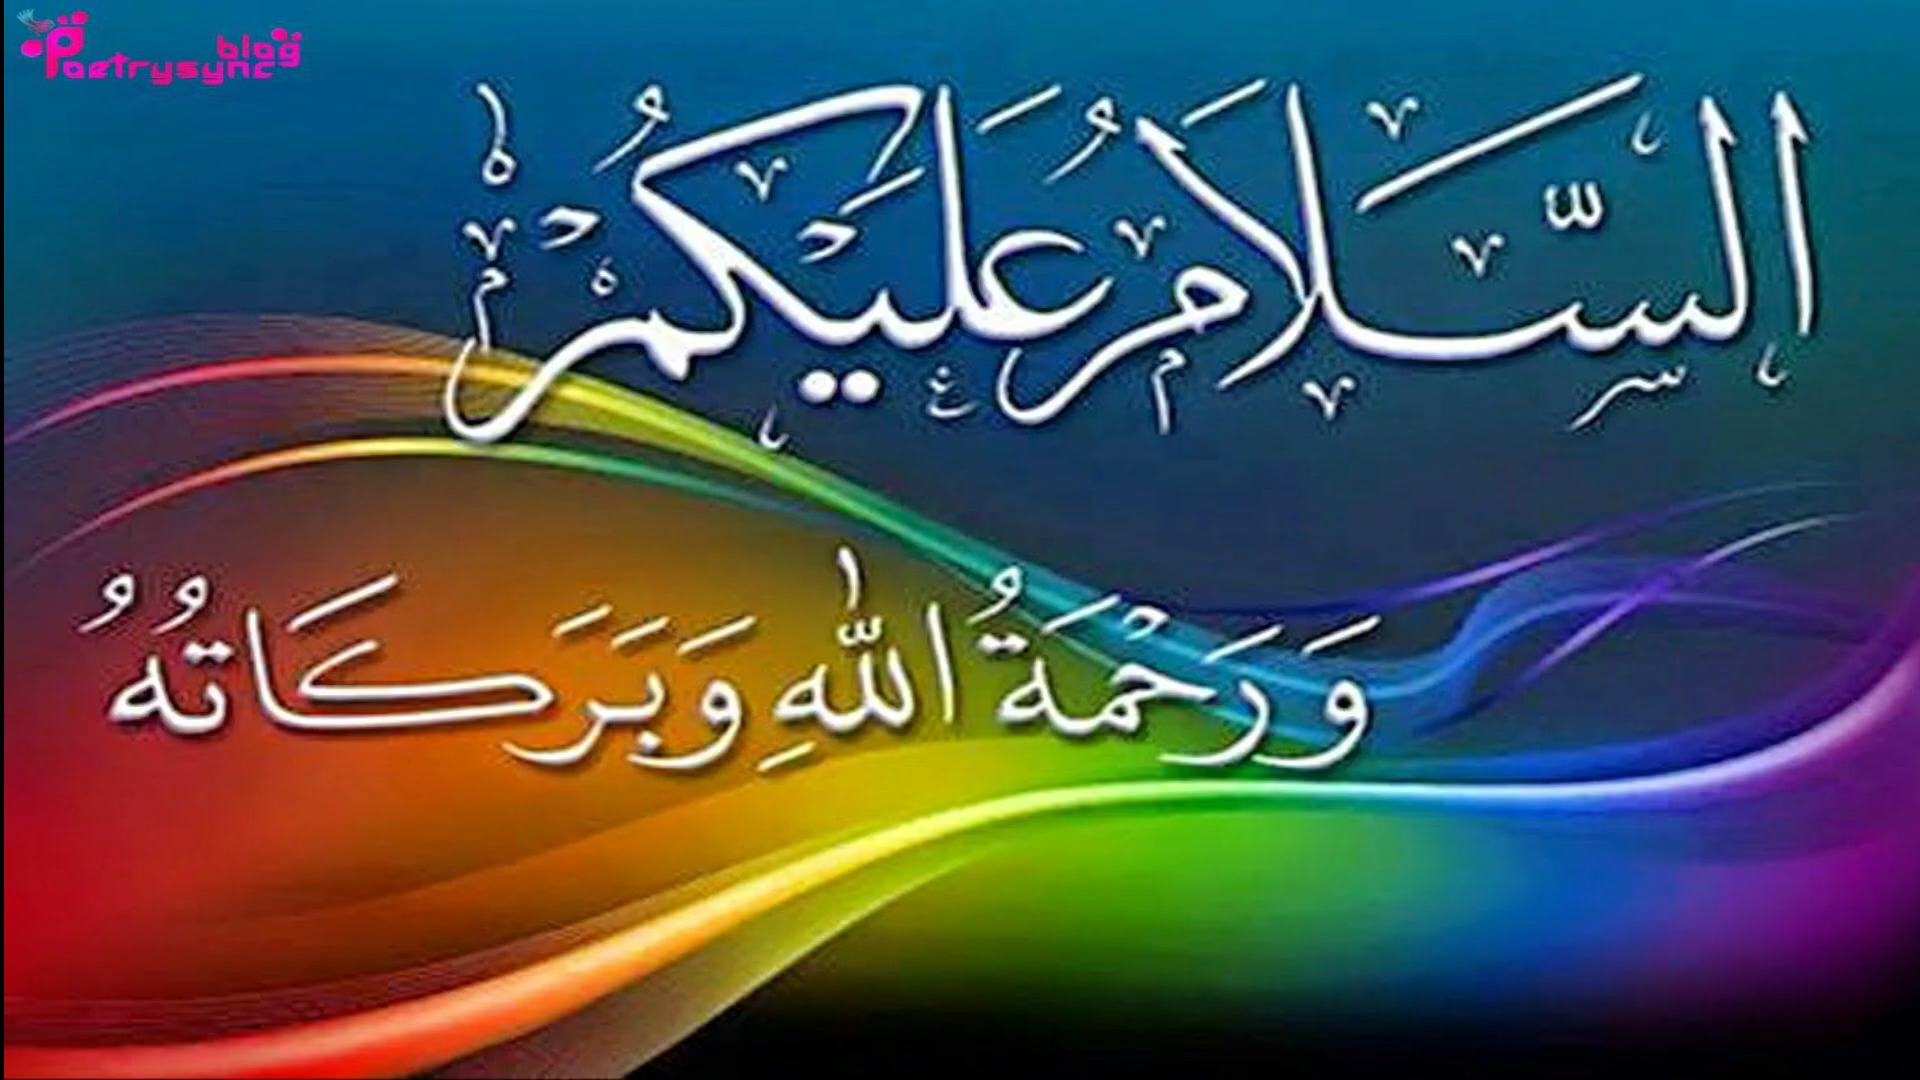 Poetrysync blog
السَّلَامُ عَلَيْكُمْ
وَرَحْمَةُ اللّٰهِ وَبَرَكَاتُهُ